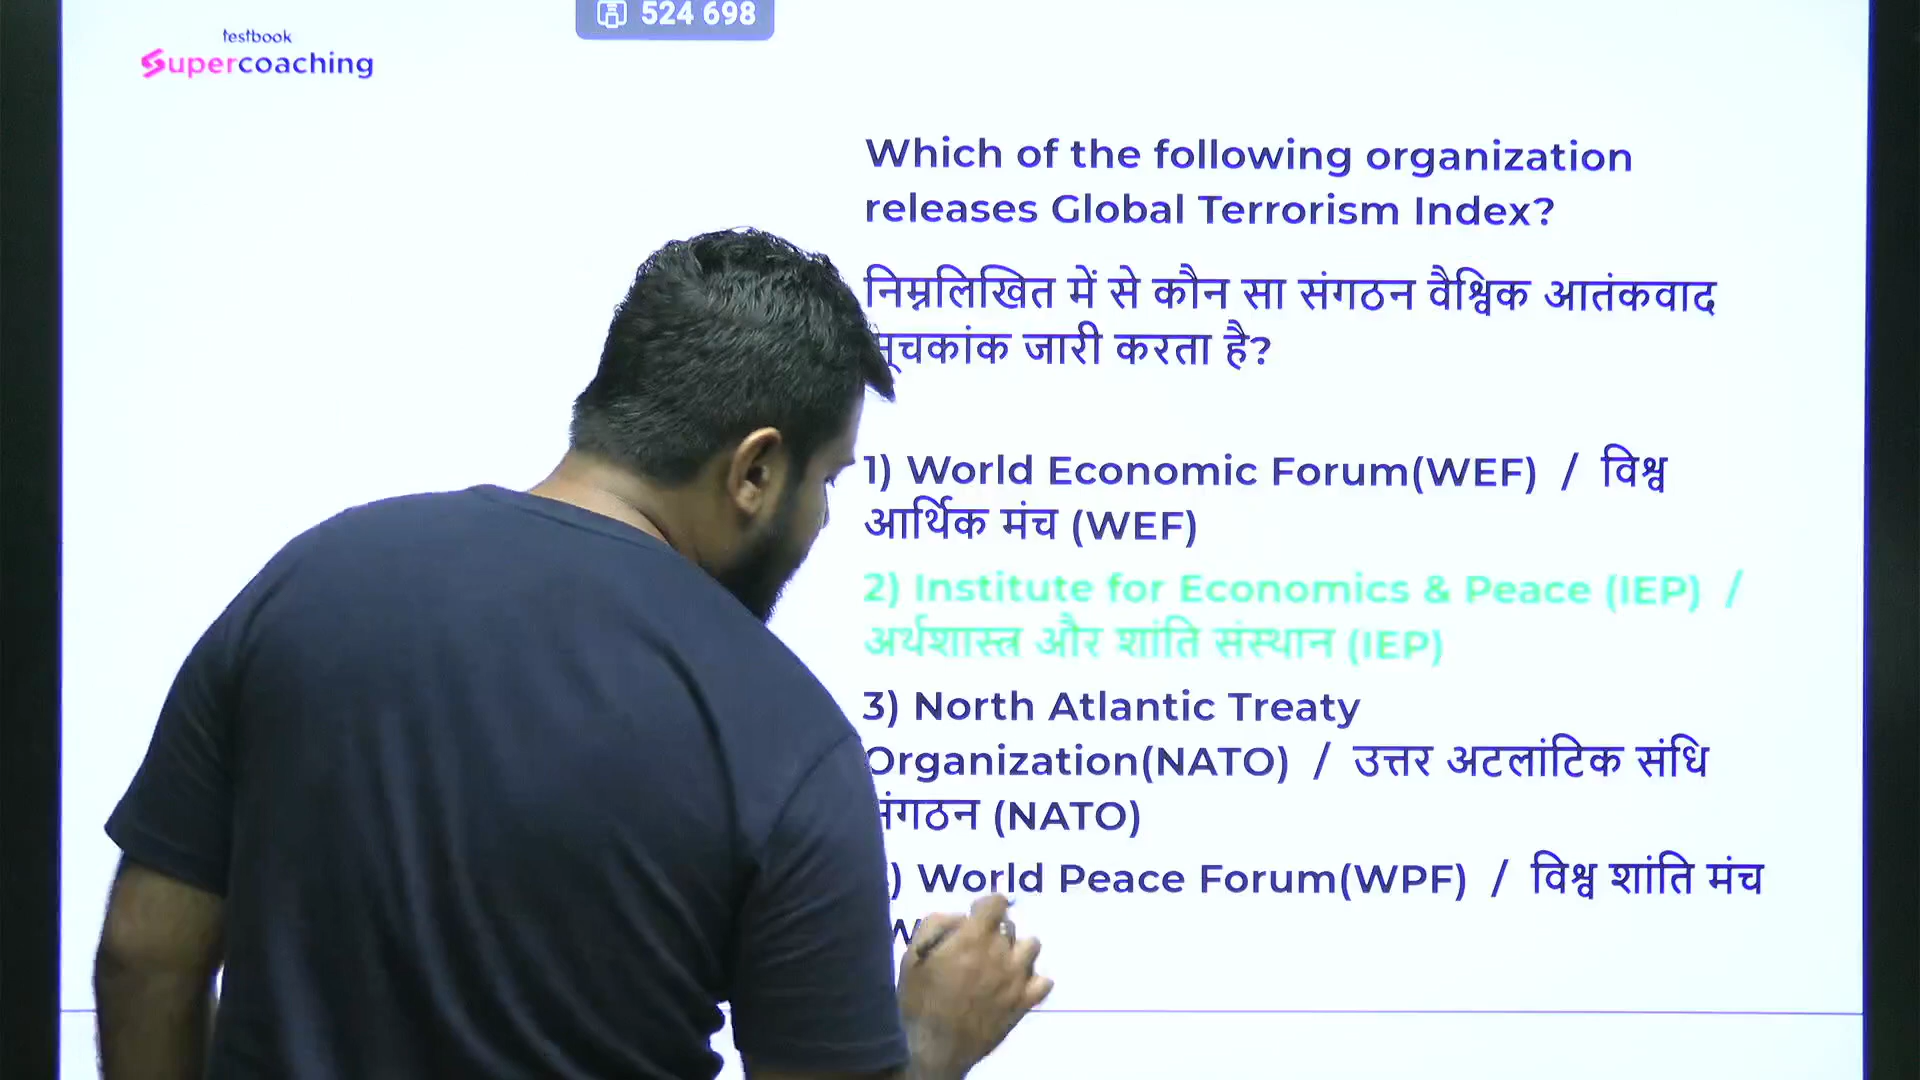 testbook
Supercoaching
524 698
Which of the following organization
releases Global Terrorism Index?
निम्नलिखित में से कौन सा संगठन वैश्विक आतंकवाद
जारी करता है?
1) World Economic Forum(WEF) / विश्व
आर्थिक मंच (WEF)
2) Institute for Economics & Peace (IEP) /
अर्थशास्त्र और शांति संस्थान (IEP)
3) North Atlantic Treaty
Organization(NATO) / उत्तर अटलांटिक संधि
(NATO)
) World Peace Forum(WPF) / विश्व शांति मंच